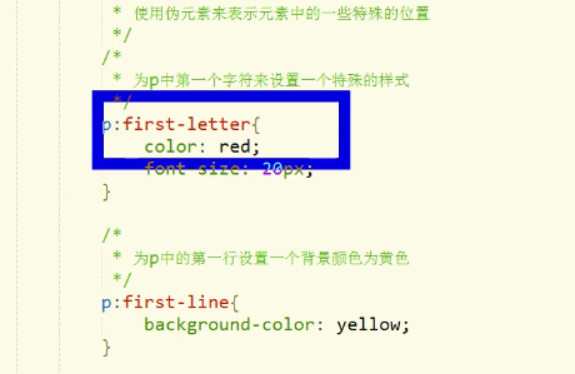 * 使用伪元素来表示元素中的一些特殊的位置
*/
/*
* 为p中第一个字符来设置一个特殊的样式
*/
p:first-letter{
color: red;
font-size: 20px;
}
/*
* 为p中的第一行设置一个背景颜色为黄色
*/
p:first-line{
background-color: yellow;
}